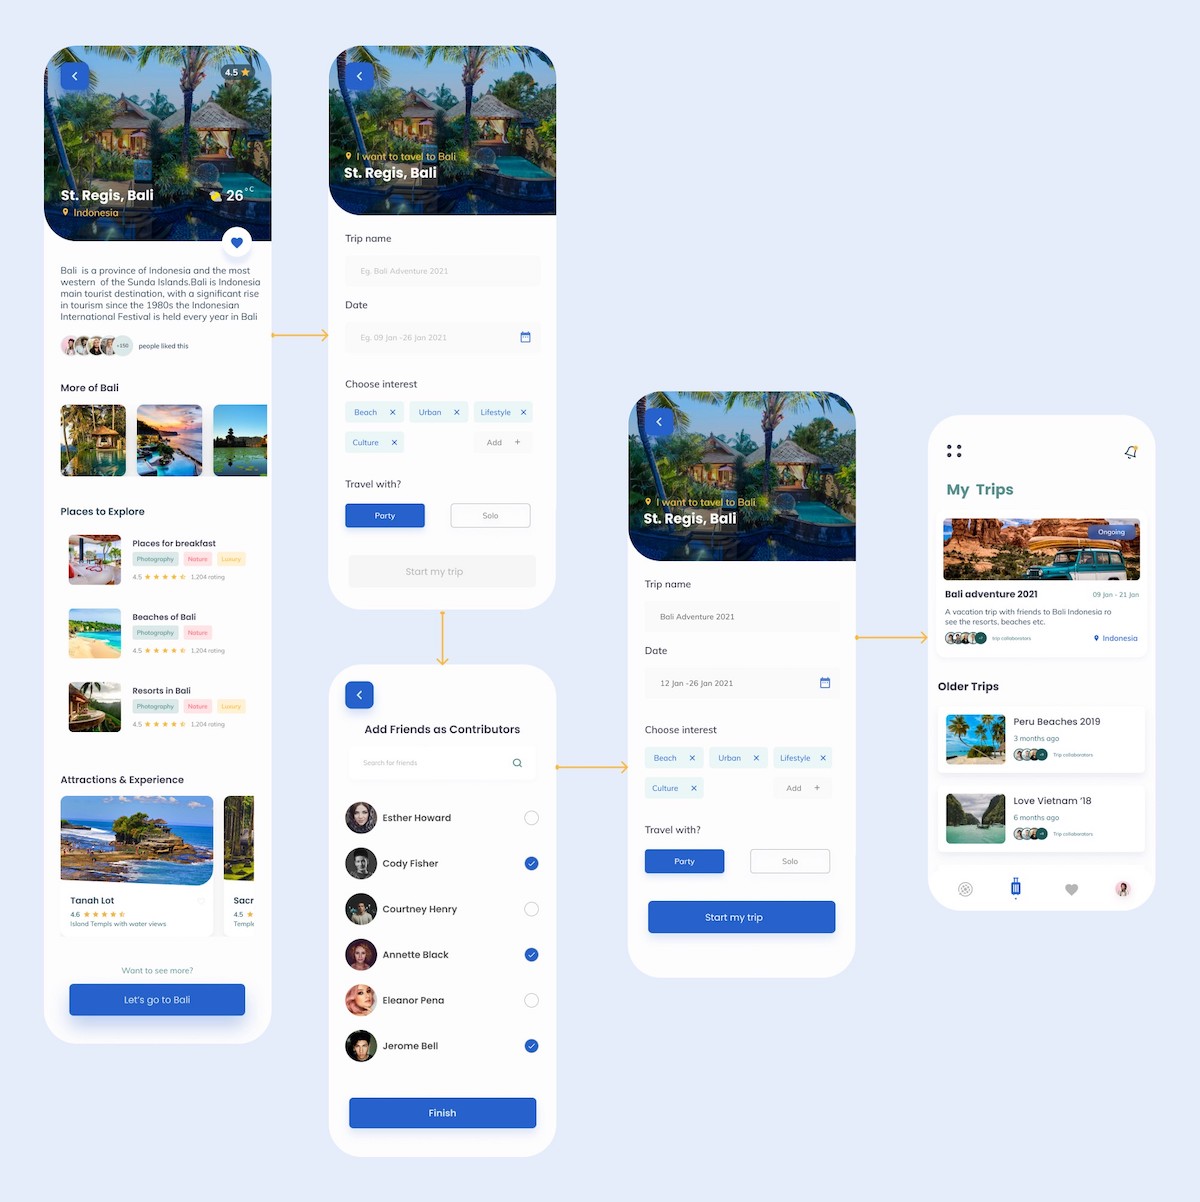 4.5
St. Regis, Bali
26°C
Indonesia
Bali is a province of Indonesia and the most
western of the Sunda Islands.Bali is Indonesia
main tourist destination, with a significant rise
in tourism since the 1980s the Indonesian
International Festival is held every year in Bali
+150
people liked this
More of Bali
Places to Explore
Places for breakfast
Photography Nature Luxury
4.5 1,204 rating
Beaches of Bali
Photography Nature
4.5 1,204 rating
Resorts in Bali
Photography Nature Luxury
4.5 1,204 rating
Attractions & Experience
Tanah Lot
4.6
Island Templs with water views
Sacr
4.5
Temple
Want to see more?
Let's go to Bali
I want to tavel to Bali
St. Regis, Bali
Trip name
Eg. Bali Adventure 2021
Date
Eg. 09 Jan -26 Jan 2021
Choose interest
Beach × Urban × Lifestyle ×
Culture × Add +
Travel with?
Party Solo
Start my trip
Add Friends as Contributors
Search for friends
Esther Howard
Cody Fisher
Courtney Henry
Annette Black
Eleanor Pena
Jerome Bell
Finish
I want to tavel to Bali
St. Regis, Bali
Trip name
Bali Adventure 2021
Date
12 Jan -26 Jan 2021
Choose interest
Beach × Urban × Lifestyle ×
Culture × Add +
Travel with?
Party Solo
Start my trip
My Trips
Ongoing
Bali adventure 2021 09 Jan - 21 Jan
A vacation trip with friends to Bali Indonesia ro
see the resorts, beaches etc.
Trip collaborators Indonesia
Older Trips
Peru Beaches 2019
3 months ago
Trip collaborators
Love Vietnam '18
6 months ago
Trip collaborators